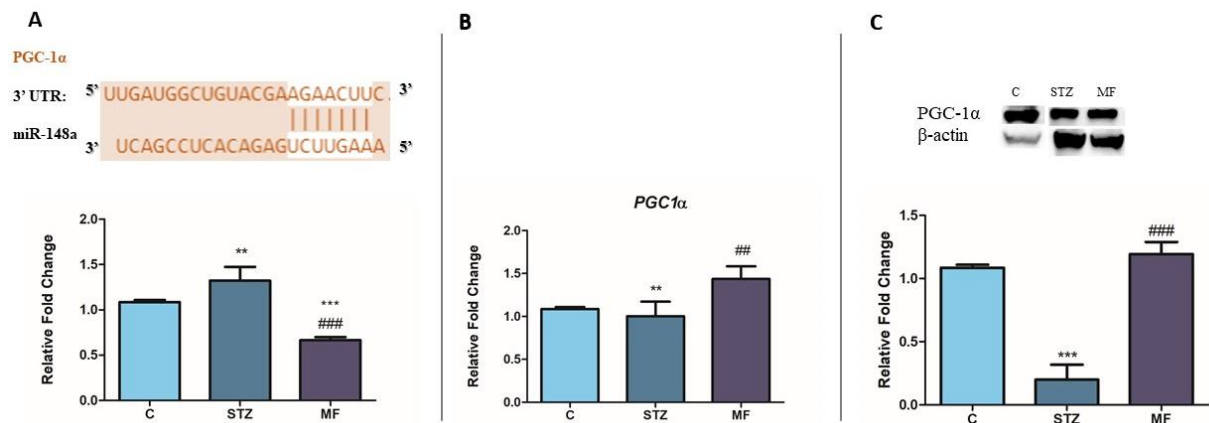 A
PGC-1α
3’ UTR:
5’ UUGAUGGCUGUACGAAGAACUUC. 3’
miR-148a
3’ UCAGCCUCACAGAGUCUUGAAA 5’
Relative Fold Change
2.0
1.5
1.0
0.5
0.0
**
***
###
C STZ MF
B
PGC1α
Relative Fold Change
2.0
1.5
1.0
0.5
0.0
**
##
C STZ MF
C
C STZ MF
PGC-1α
β-actin
Relative Fold Change
1.5
1.0
0.5
0.0
***
###
C STZ MF